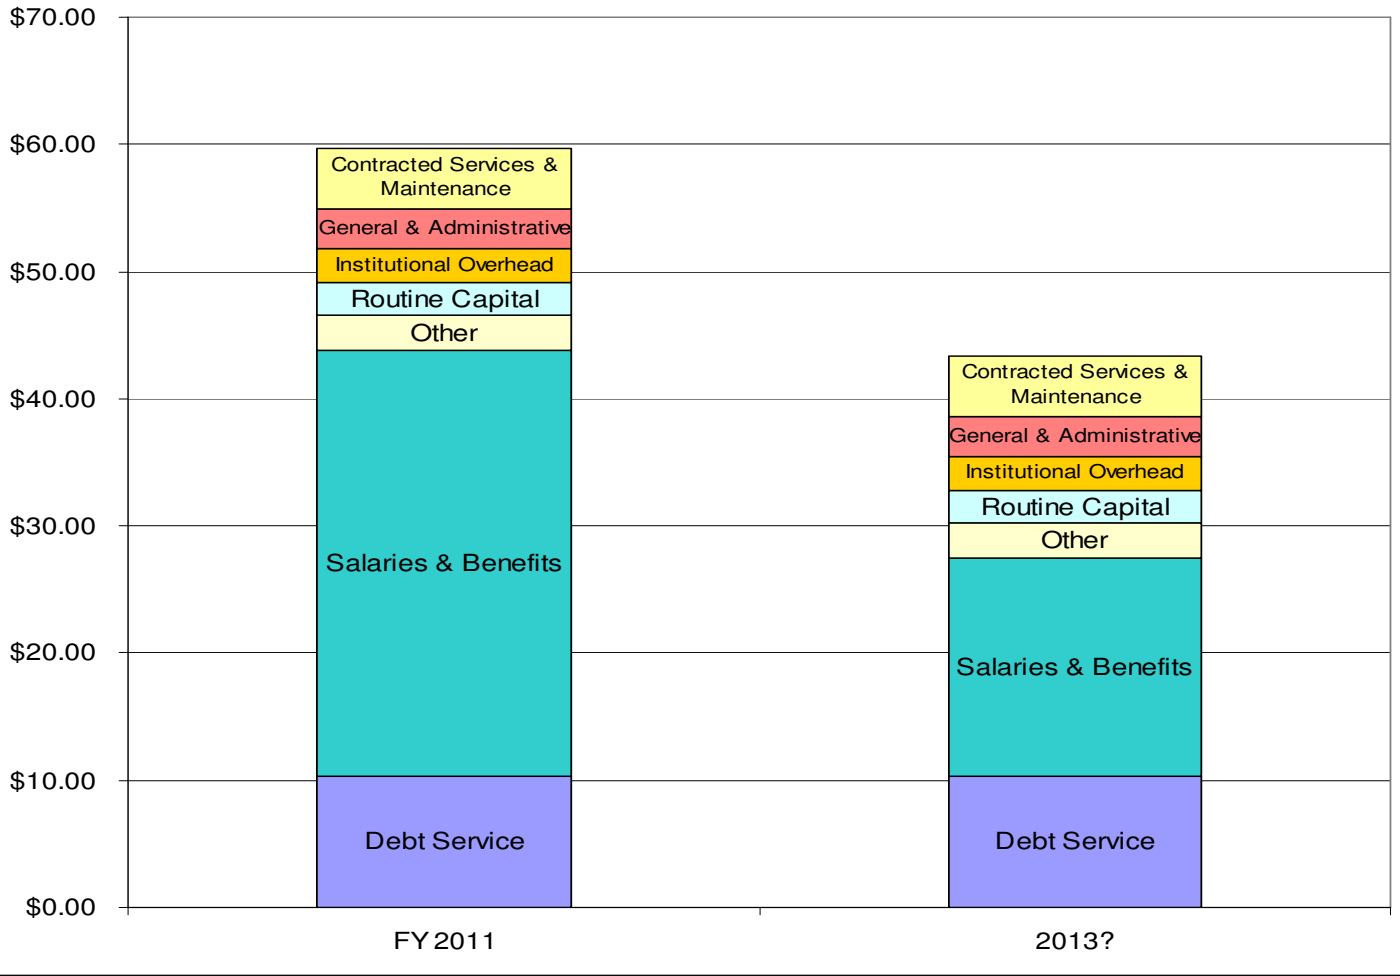 $70.00
$60.00
$50.00
$40.00
$30.00
$20.00
$10.00
$0.00
Contracted Services &
Maintenance
General & Administrative
Institutional Overhead
Routine Capital
Other
Salaries & Benefits
Debt Service
Contracted Services &
Maintenance
General & Administrative
Institutional Overhead
Routine Capital
Other
Salaries & Benefits
Debt Service
FY 2011
2013?